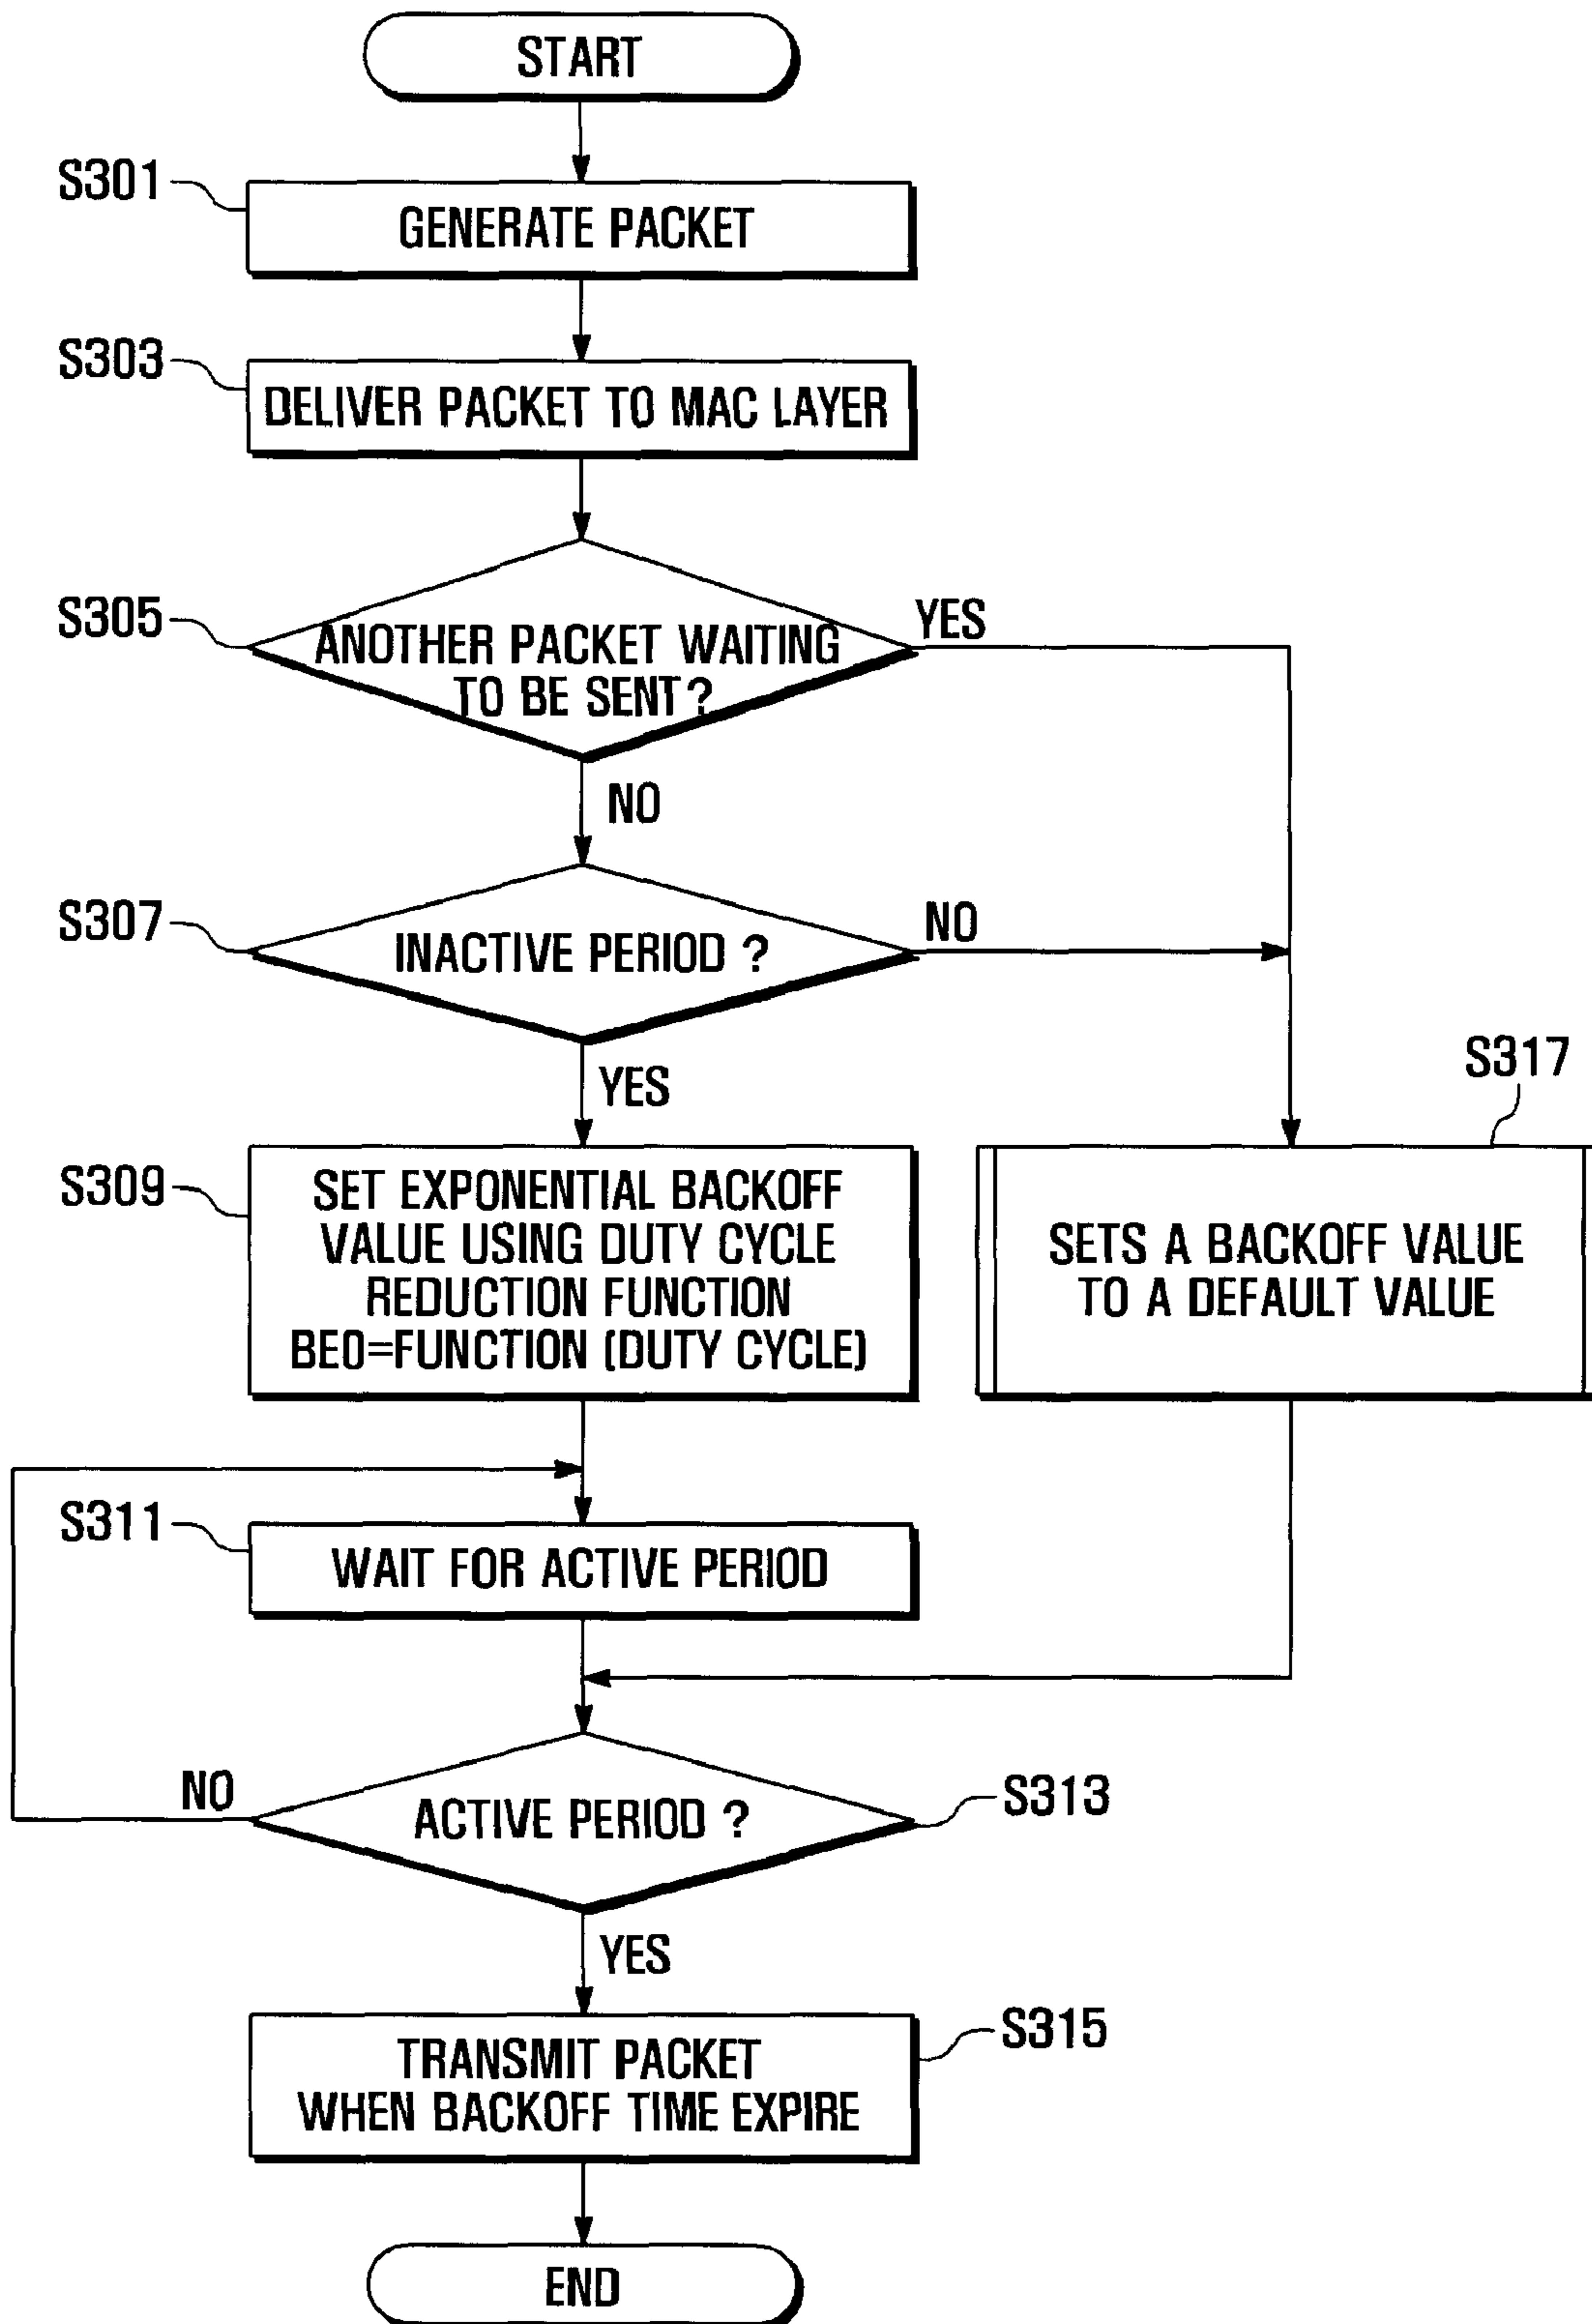 START
S301
GENERATE PACKET
S303
DELIVER PACKET TO MAC LAYER
S305
ANOTHER PACKET WAITING
TO BE SENT?
YES
NO
S307
INACTIVE PERIOD ?
NO
YES
S317
S309
SET EXPONENTIAL BACKOFF
VALUE USING DUTY CYCLE
REDUCTION FUNCTION
BE0=FUNCTION (DUTY CYCLE)
SETS A BACKOFF VALUE
TO A DEFAULT VALUE
S311
WAIT FOR ACTIVE PERIOD
NO
ACTIVE PERIOD ?
S313
YES
TRANSMIT PACKET
WHEN BACKOFF TIME EXPIRE
S315
END